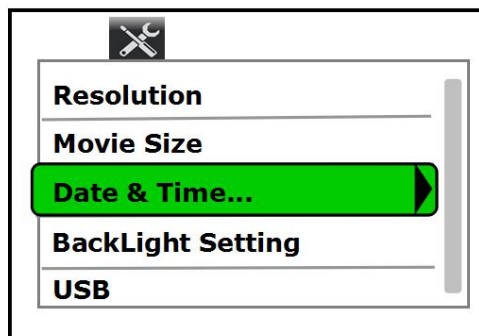 Resolution
Movie Size
Date & Time...
BackLight Setting
USB